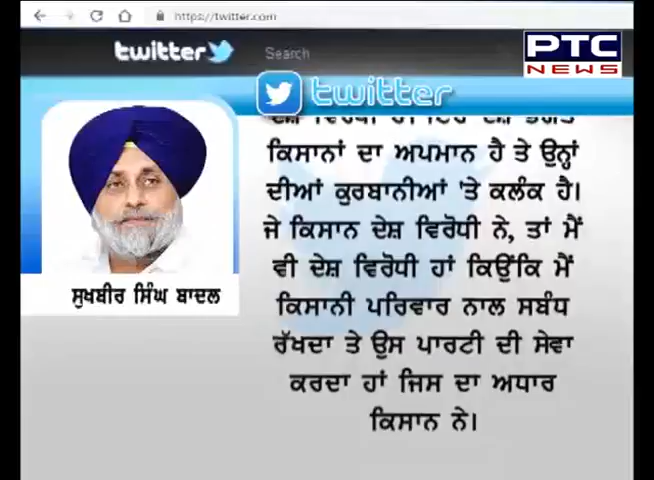 https://twitter.com
twitter
Search
PTC
NEWS
twitter
ਕਿਸਾਨਾਂ ਦਾ ਅਪਮਾਨ ਹੈ ਤੇ ਉਨ੍ਹਾਂ
ਦੀਆਂ ਕੁਰਬਾਨੀਆਂ 'ਤੇ ਕਲੰਕ ਹੈ।
ਜੇ ਕਿਸਾਨ ਦੇਸ਼ ਵਿਰੋਧੀ ਨੇ, ਤਾਂ ਮੈਂ
ਵੀ ਦੇਸ਼ ਵਿਰੋਧੀ ਹਾਂ ਕਿਉਂਕਿ ਮੈਂ
ਕਿਸਾਨੀ ਪਰਿਵਾਰ ਨਾਲ ਸਬੰਧ
ਰੱਖਦਾ ਤੇ ਉਸ ਪਾਰਟੀ ਦੀ ਸੇਵਾ
ਕਰਦਾ ਹਾਂ ਜਿਸ ਦਾ ਅਧਾਰ
ਕਿਸਾਨ ਨੇ।
ਸੁਖਬੀਰ ਸਿੰਘ ਬਾਦਲ